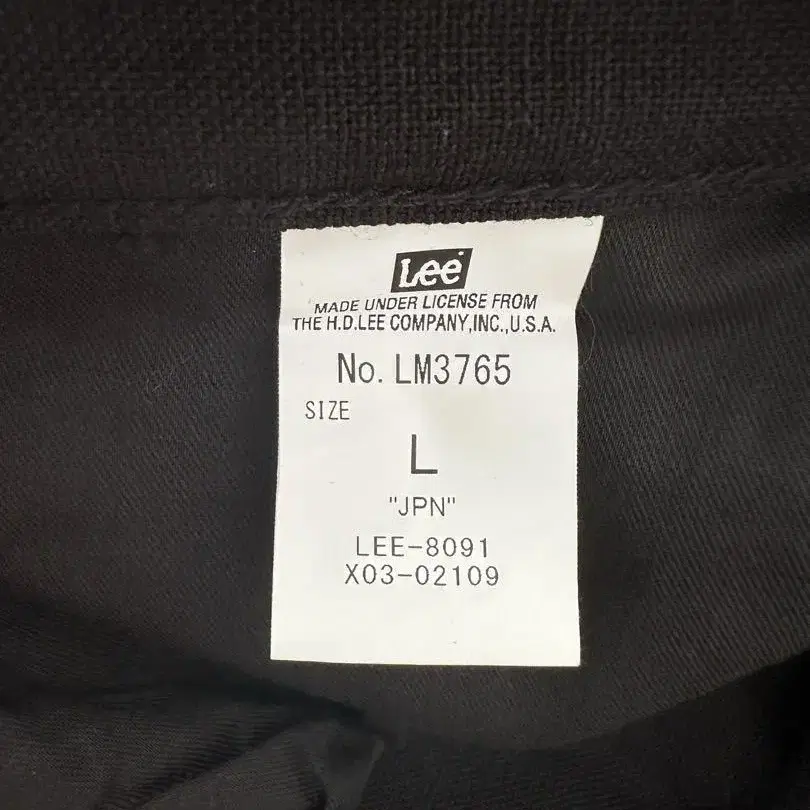 Lee
MADE UNDER LICENSE FROM
THE H.D.LEE COMPANY,INC.,U.S.A.
No. LM3765
SIZE
L
"JPN"
LEE-8091
X03-02109